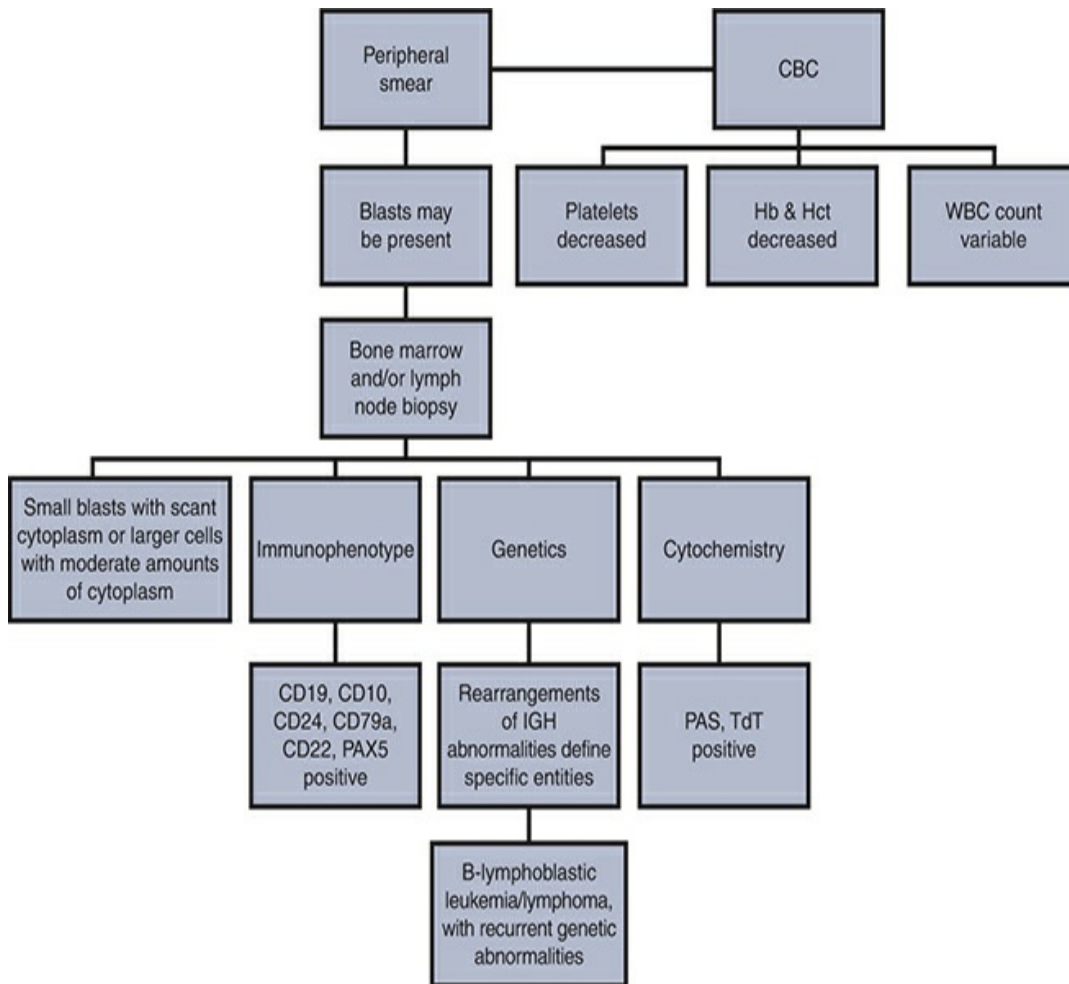 Peripheral
smear
CBC
Blasts may
be present
Platelets
decreased
Hb & Hct
decreased
WBC count
variable
Bone marrow
and/or lymph
node biopsy
Small blasts with scant
cytoplasm or larger cells
with moderate amounts
of cytoplasm
Immunophenotype
Genetics
Cytochemistry
CD19, CD10,
CD24, CD79a,
CD22, PAX5
positive
Rearrangements
of IGH
abnormalities define
specific entities
PAS, TdT
positive
B-lymphoblastic
leukemia/lymphoma,
with recurrent genetic
abnormalities